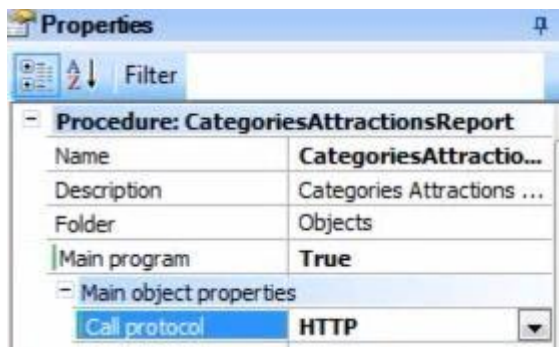 Properties
Filter
Procedure: CategoriesAttractionsReport
Name CategoriesAttractio...
Description Categories Attractions ...
Folder Objects
Main program True
Main object properties
Call protocol HTTP